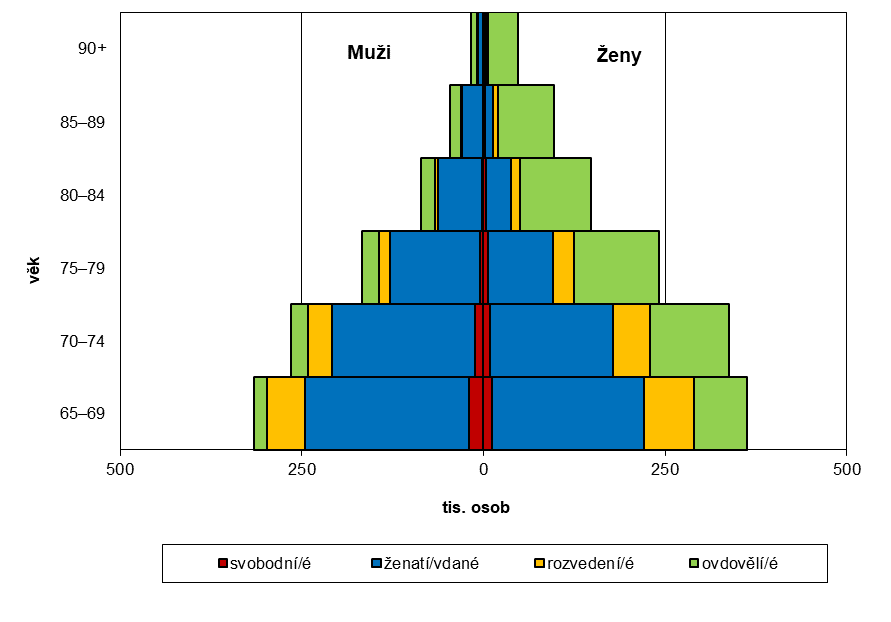 Muži
Ženy
90+
85–89
80–84
75–79
70–74
65–69
věk
500
250
0
250
500
tis. osob
svobodní/é
ženatí/vdané
rozvedení/é
ovdovělí/é